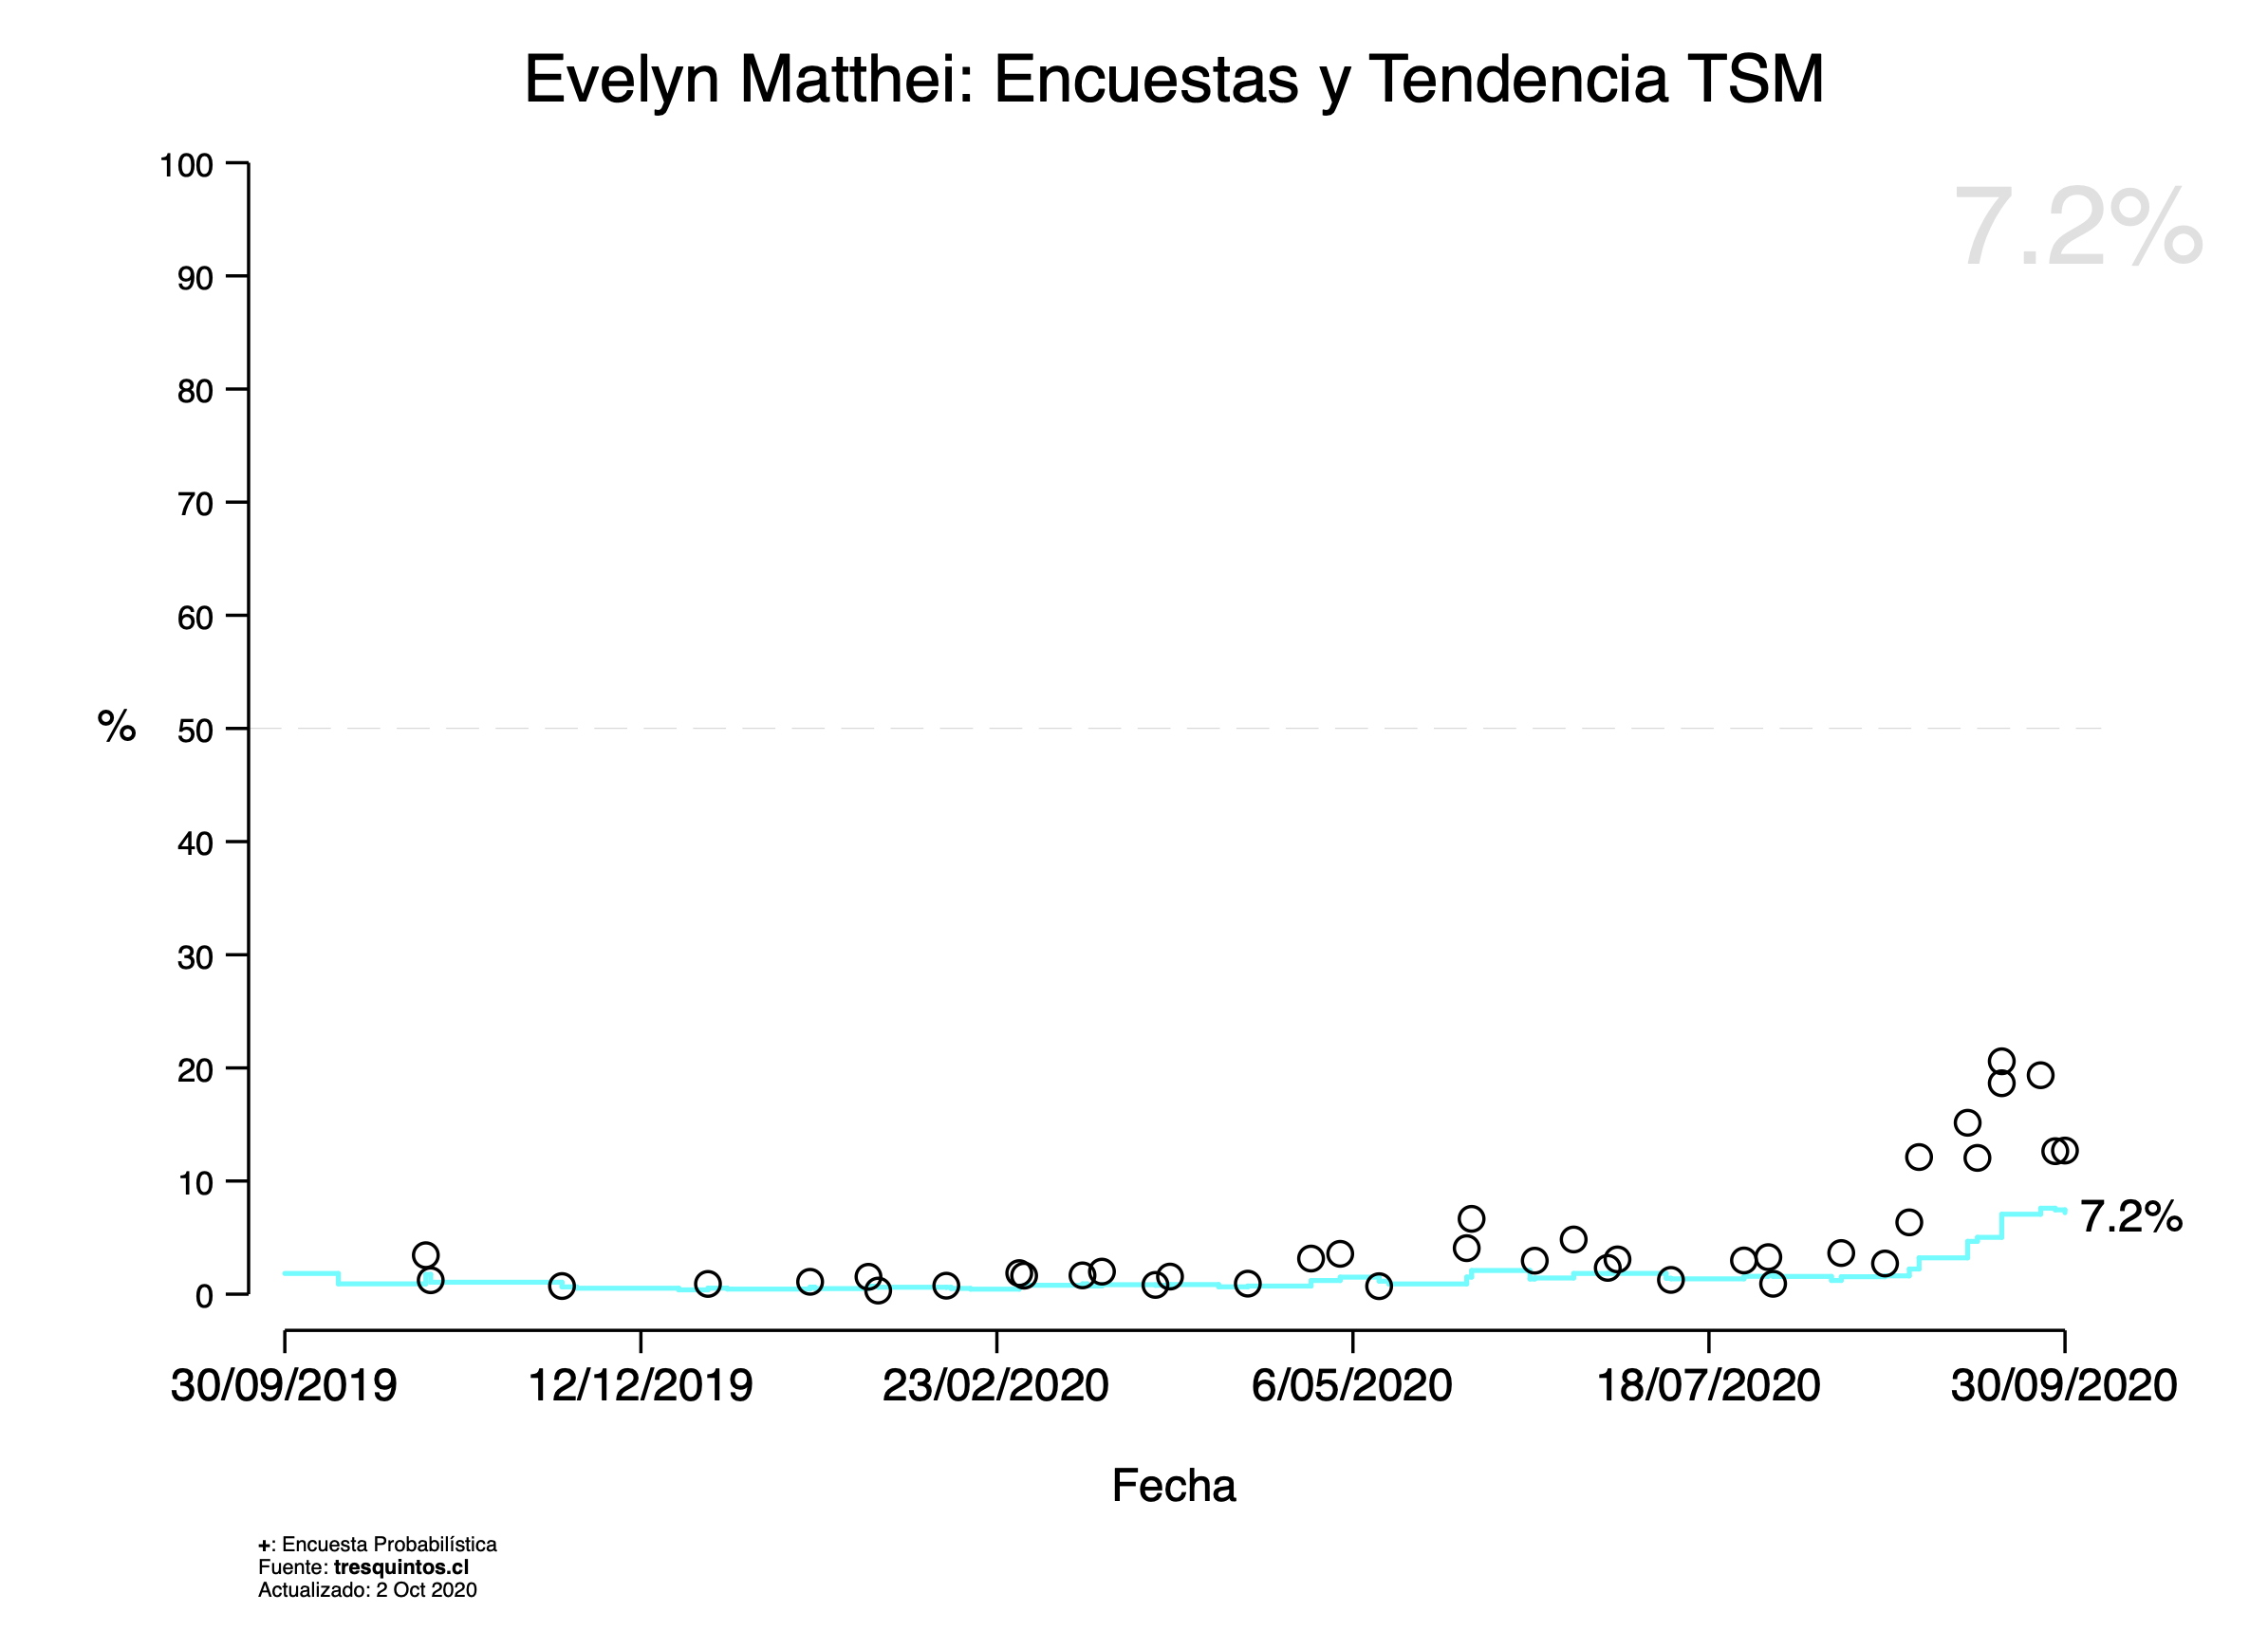 Evelyn Matthei: Encuestas y Tendencia TSM
7.2%
100
90
80
70
60
% 50
40
30
20
10
7.2%
0
30/09/2019 12/12/2019 23/02/2020 6/05/2020 18/07/2020 30/09/2020
Fecha
+: Encuesta Probabilística
Fuente: tresquintos.cl
Actualizado: 2 Oct 2020